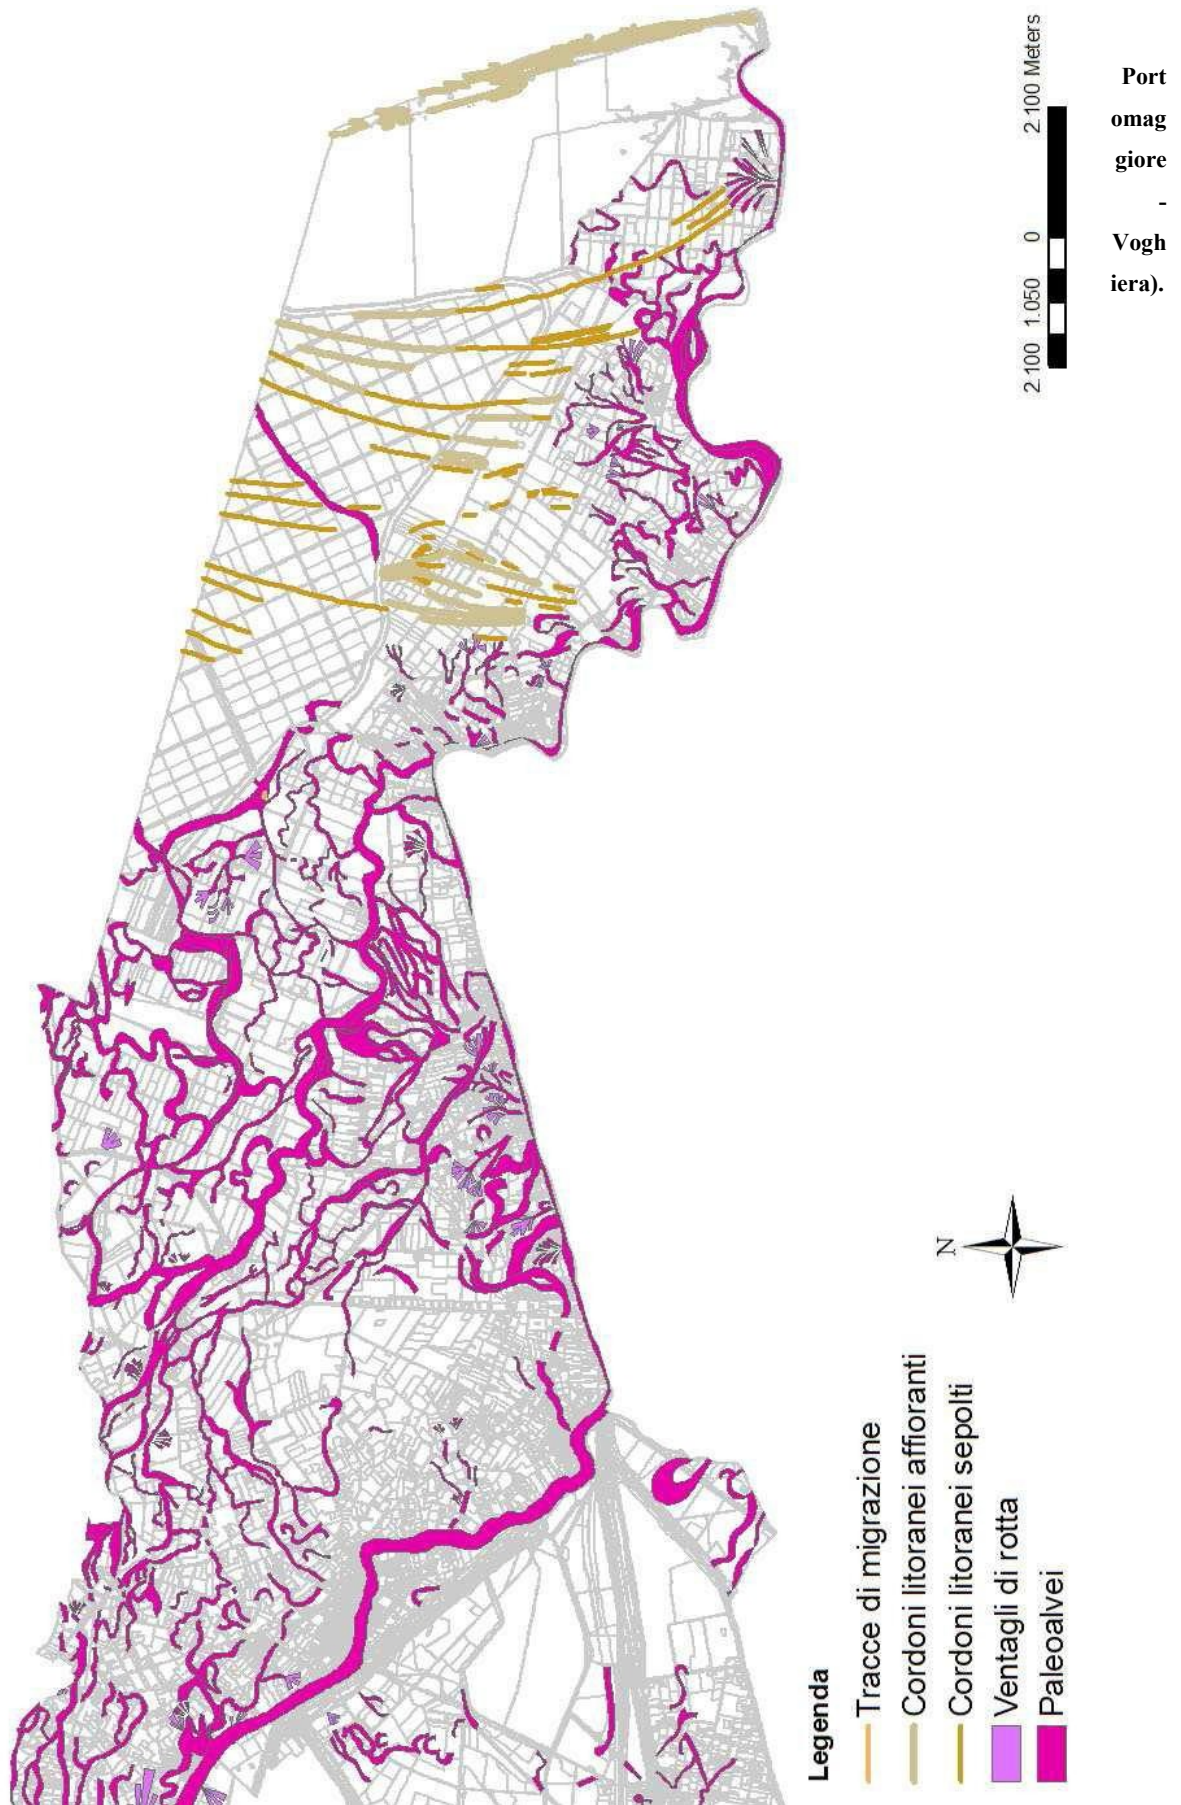 Port
omag
giore
-
Vogh
iera).
2.100 1.050 0 2.100 Meters
N
Legenda
Tracce di migrazione
Cordoni litoranei affioranti
Cordoni litoranei sepolti
Ventagli di rotta
Paleoalvei